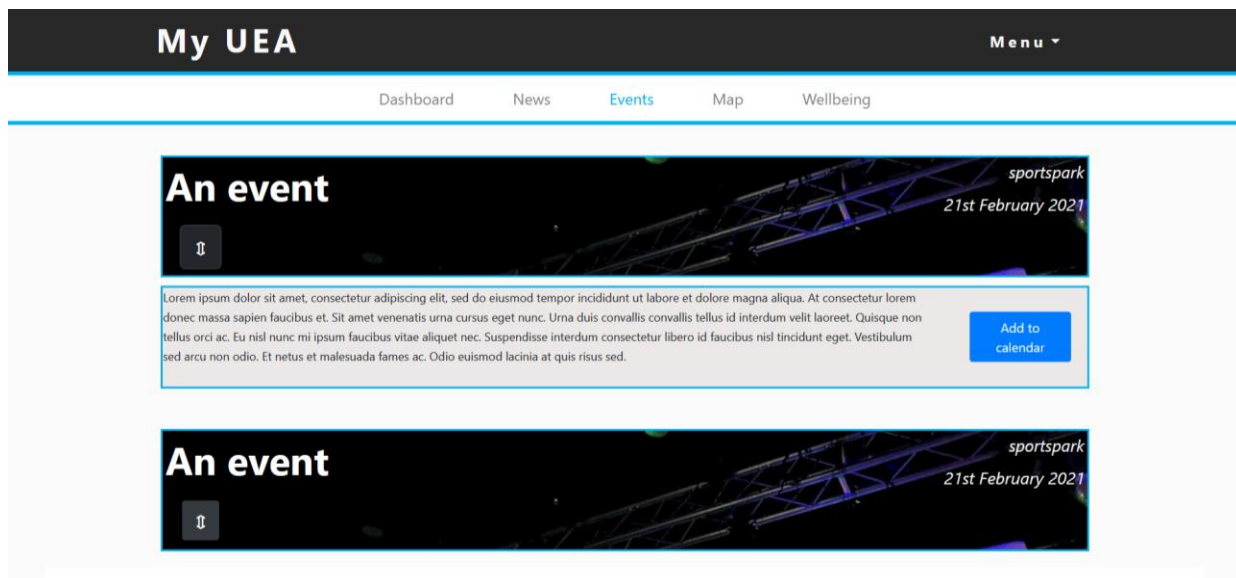 My UEA
Menu
Dashboard News Events Map Wellbeing
An event
sportspark
21st February 2021
⇕
Lorem ipsum dolor sit amet, consectetur adipiscing elit, sed do eiusmod tempor incididunt ut labore et dolore magna aliqua. At consectetur lorem
donec massa sapien faucibus et. Sit amet venenatis urna cursus eget nunc. Urna duis convallis convallis tellus id interdum velit laoreet. Quisque non
tellus orci ac. Eu nisl nunc mi ipsum faucibus vitae aliquet nec. Suspendisse interdum consectetur libero id faucibus nisl tincidunt eget. Vestibulum
sed arcu non odio. Et netus et malesuada fames ac. Odio euismod lacinia at quis risus sed.
Add to
calendar
An event
sportspark
21st February 2021
⇕